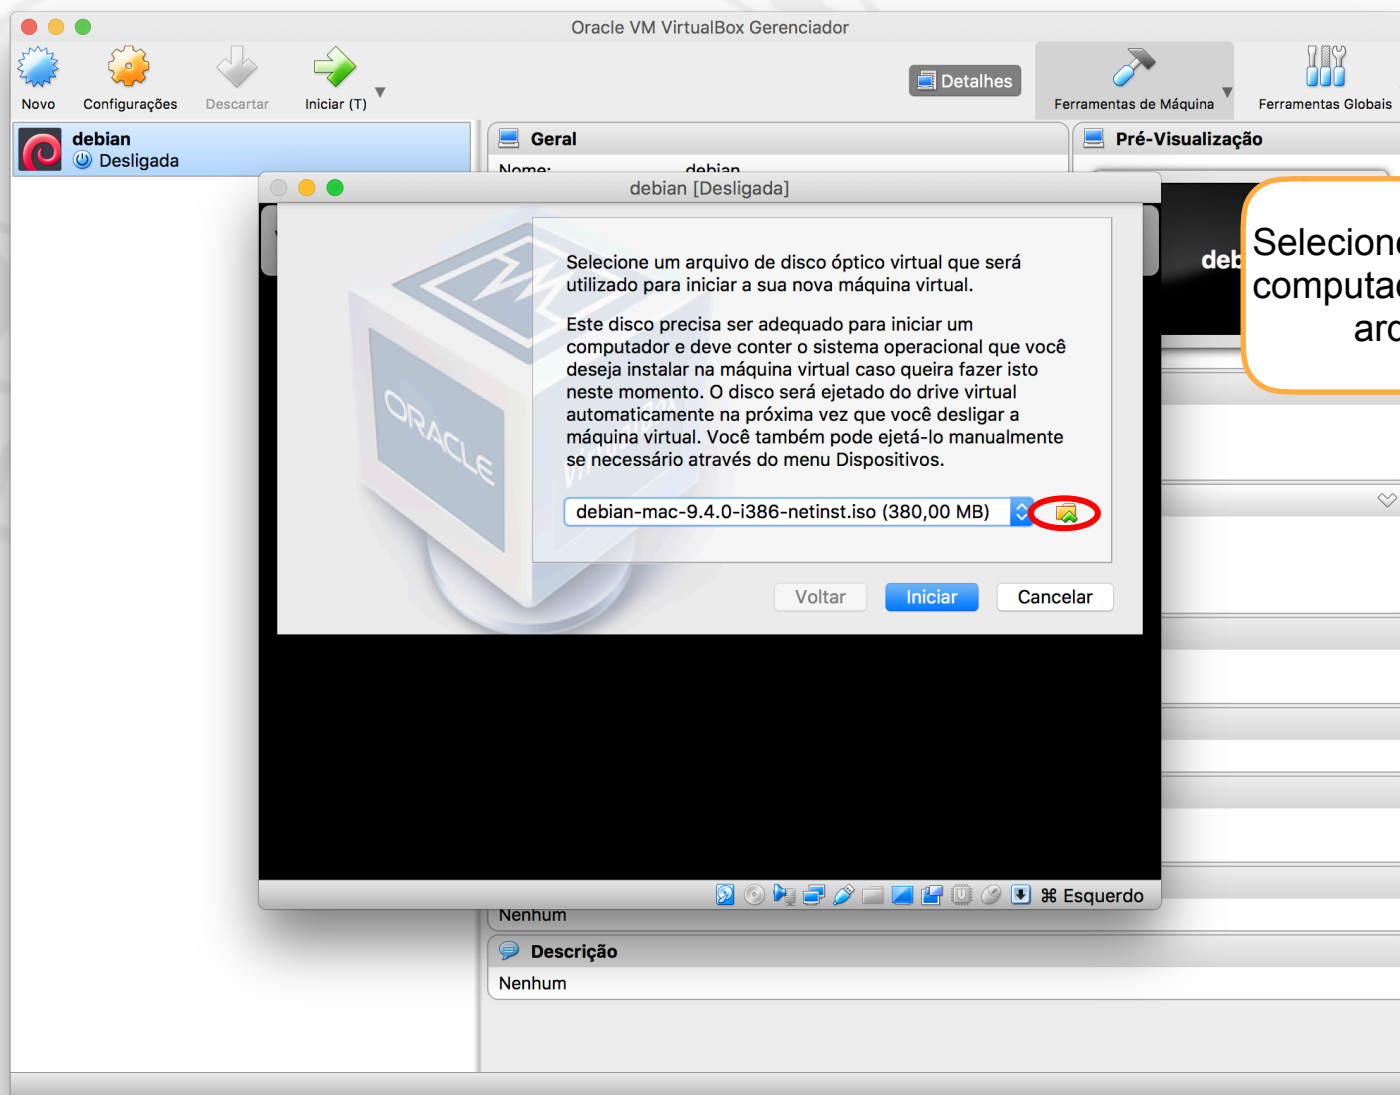 Oracle VM VirtualBox Gerenciador
Novo
Configurações
Descartar
Iniciar (T)
Detalhes
Ferramentas de Máquina
Ferramentas Globais
debian
Desligada
Geral
Nome:
debian
Pré-Visualização
debian [Desligada]
Selecione um arquivo de disco óptico virtual que será
utilizado para iniciar a sua nova máquina virtual.
Este disco precisa ser adequado para iniciar um
computador e deve conter o sistema operacional que você
deseja instalar na máquina virtual caso queira fazer isto
neste momento. O disco será ejetado do drive virtual
automaticamente na próxima vez que você desligar a
máquina virtual. Você também pode ejetá-lo manualmente
se necessário através do menu Dispositivos.
debian-mac-9.4.0-i386-netinst.iso (380,00 MB)
Voltar
Iniciar
Cancelar
ORACLE
⌘ Esquerdo
Nenhum
Descrição
Nenhum